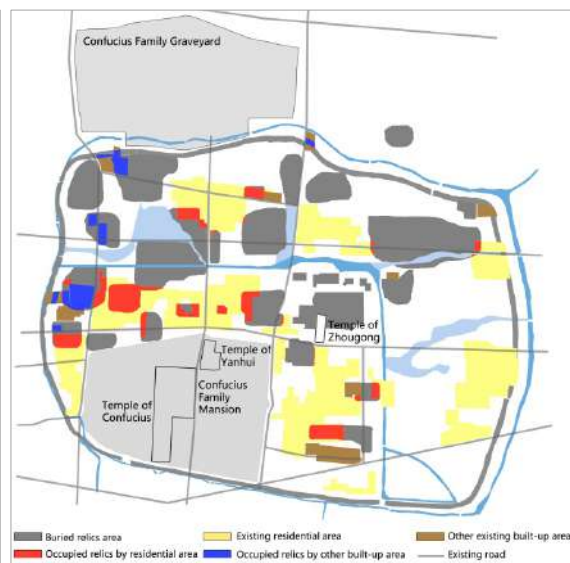 Confucius Family Graveyard
Temple of
Zhougong
Temple of
Yanhui
Confucius
Family
Mansion
Temple of
Confucius
Buried relics area
Existing residential area
Other existing built-up area
Occupied relics by residential area
Occupied relics by other built-up area
Existing road